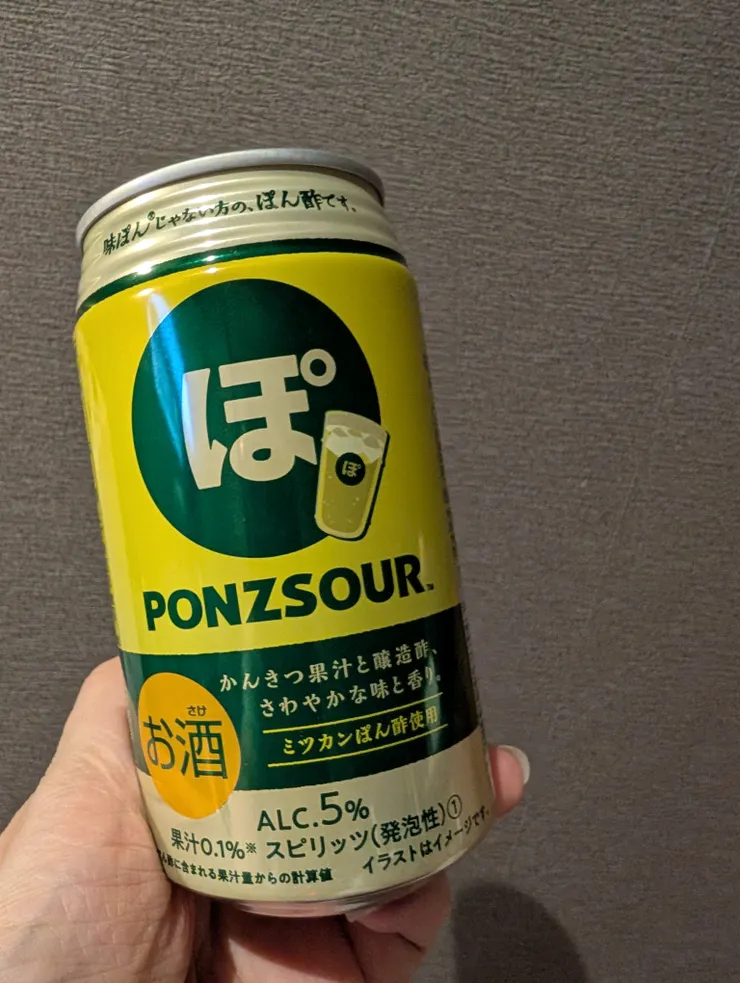 味ぽん®じゃない方の、ぽん酢です。
ぽ
ぽ
PONZSOUR™
かんきつ果汁と醸造酢、
さわやかな味と香り。
ミツカンぽん酢使用
さけ
お酒
ALC.5%
果汁0.1%※ スピリッツ(発泡性)①
ん酢に含まれる果汁量からの計算値
イラストはイメージです。